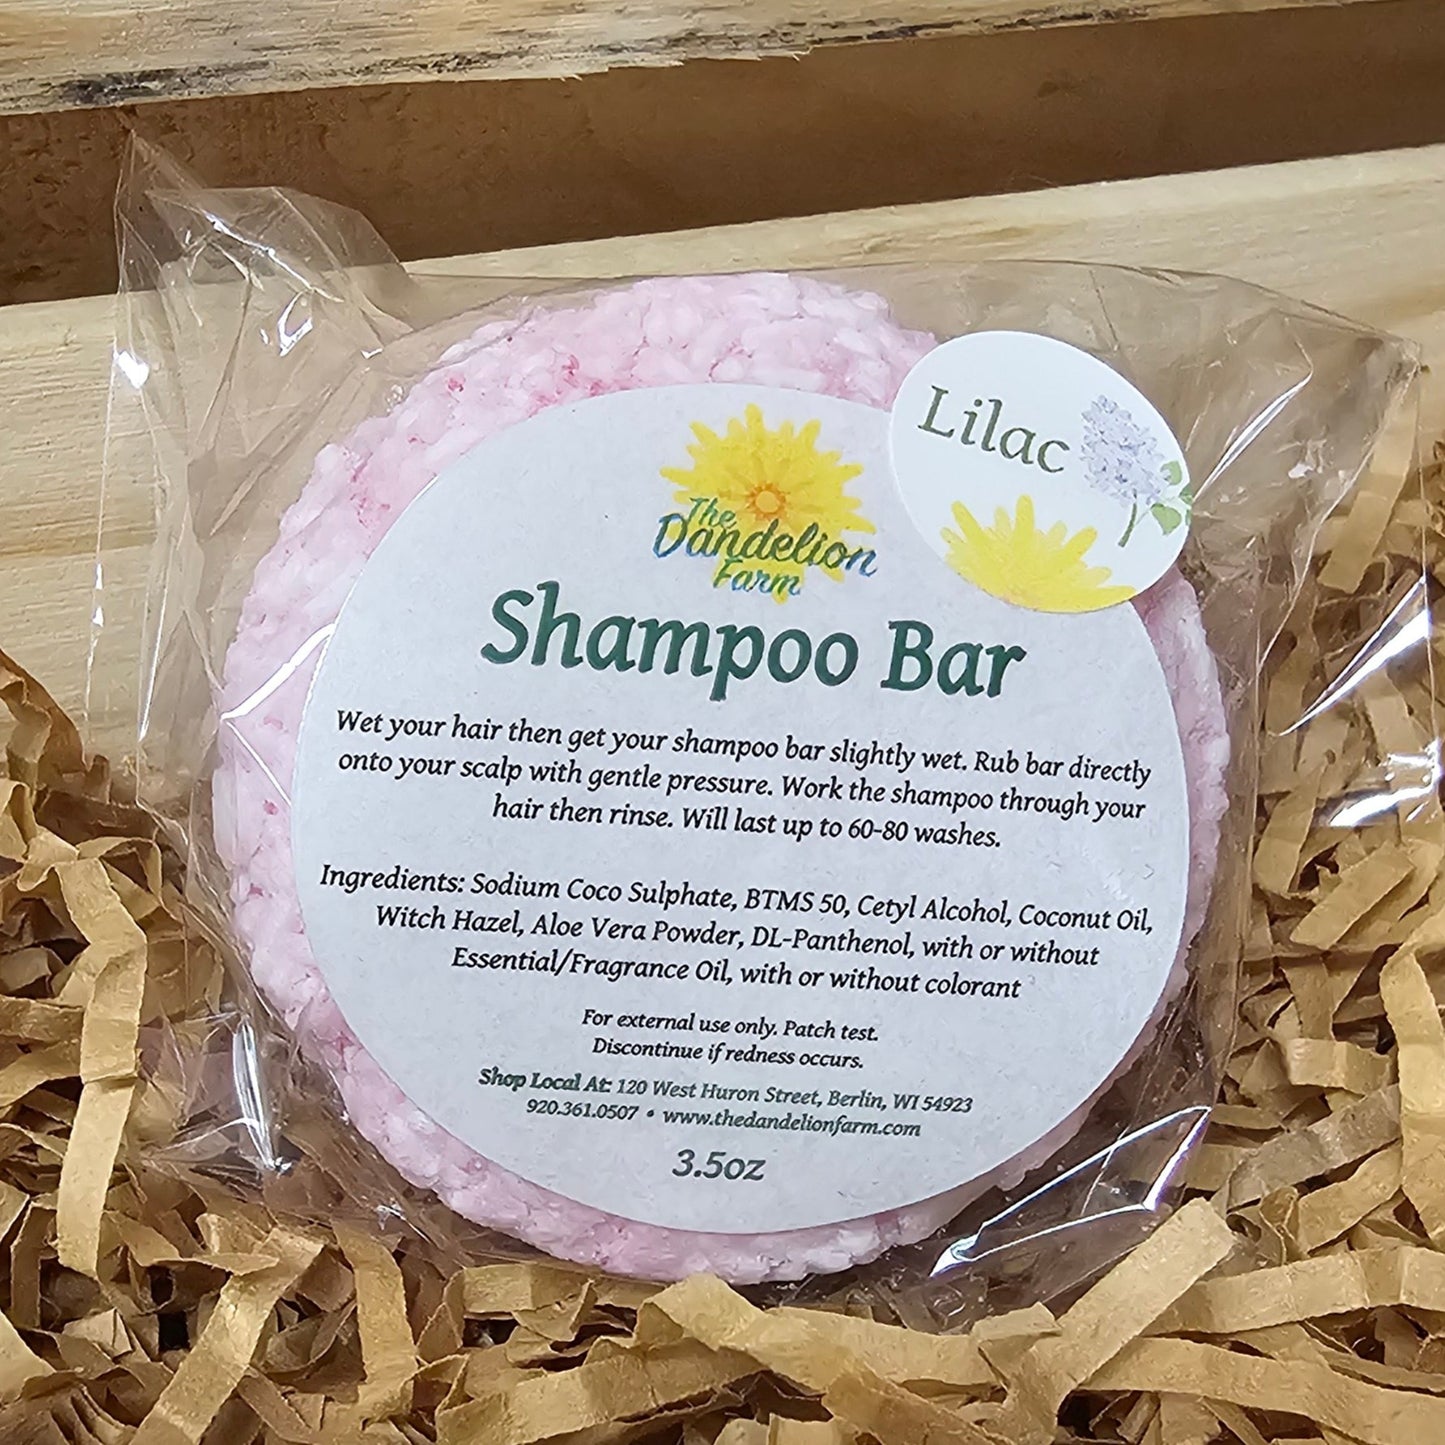 Lilac
The
Dandelion
Farm
Shampoo Bar
Wet your hair then get your shampoo bar slightly wet. Rub bar directly
onto your scalp with gentle pressure. Work the shampoo through your
hair then rinse. Will last up to 60-80 washes.
Ingredients: Sodium Coco Sulphate, BTMS 50, Cetyl Alcohol, Coconut Oil,
Witch Hazel, Aloe Vera Powder, DL-Panthenol, with or without
Essential/Fragrance Oil, with or without colorant
For external use only. Patch test.
Discontinue if redness occurs.
Shop Local At: 120 West Huron Street, Berlin, WI 54923
920.361.0507 • www.thedandelionfarm.com
3.5oz